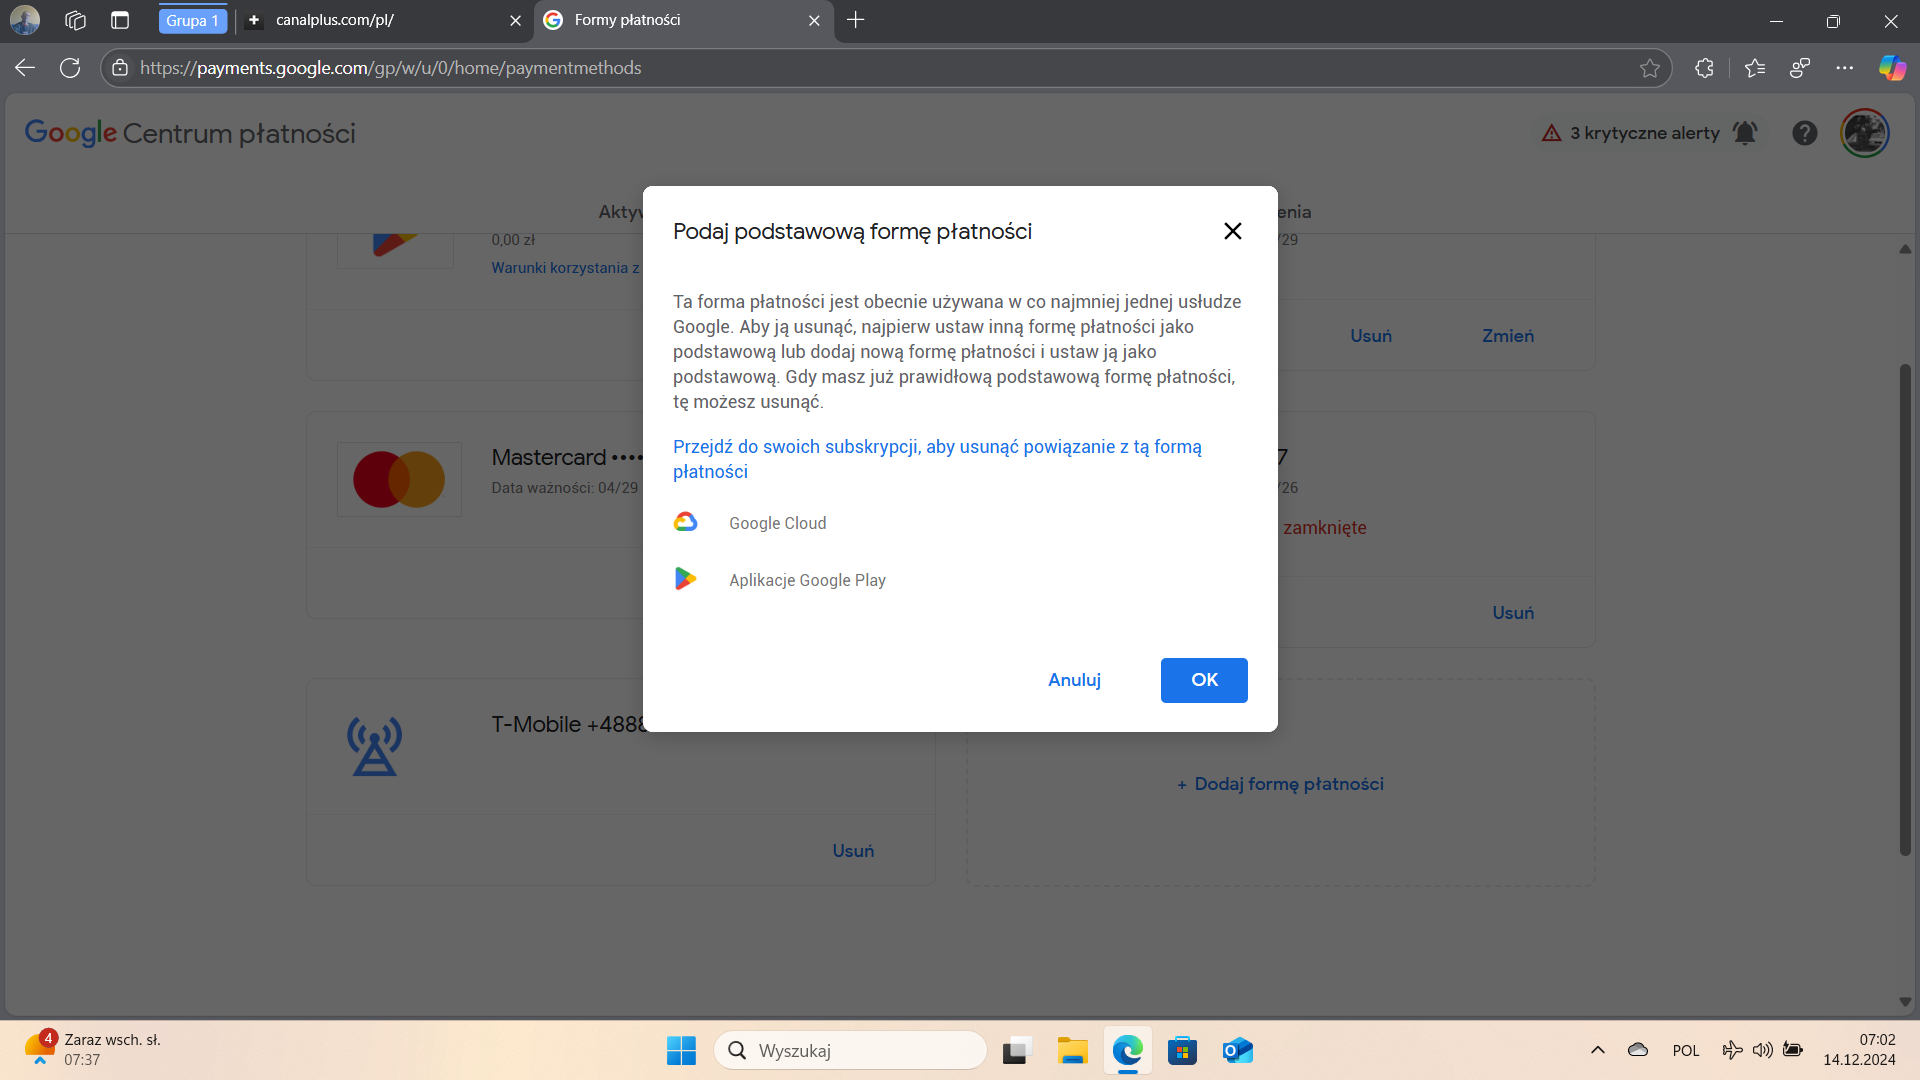 Grupa 1
canalplus.com/pl/
Formy płatności
https://payments.google.com/gp/w/u/0/home/paymentmethods
Google Centrum płatności
3 krytyczne alerty
0,00 zł
Warunki korzystania z
/29
Usuń
Zmień
Podaj podstawową formę płatności
Ta forma płatności jest obecnie używana w co najmniej jednej usłudze
Google. Aby ją usunąć, najpierw ustaw inną formę płatności jako
podstawową lub dodaj nową formę płatności i ustaw ją jako
podstawową. Gdy masz już prawidłową podstawową formę płatności,
tę możesz usunąć.
Przejdź do swoich subskrypcji, aby usunąć powiązanie z tą formą
płatności
Google Cloud
Aplikacje Google Play
Anuluj
OK
Mastercard ••••
Data ważności: 04/29
7
/26
zamknięte
Usuń
T-Mobile +4888
Usuń
+ Dodaj formę płatności
4
Zaraz wsch. sł.
07:37
Wyszukaj
POL
07:02
14.12.2024